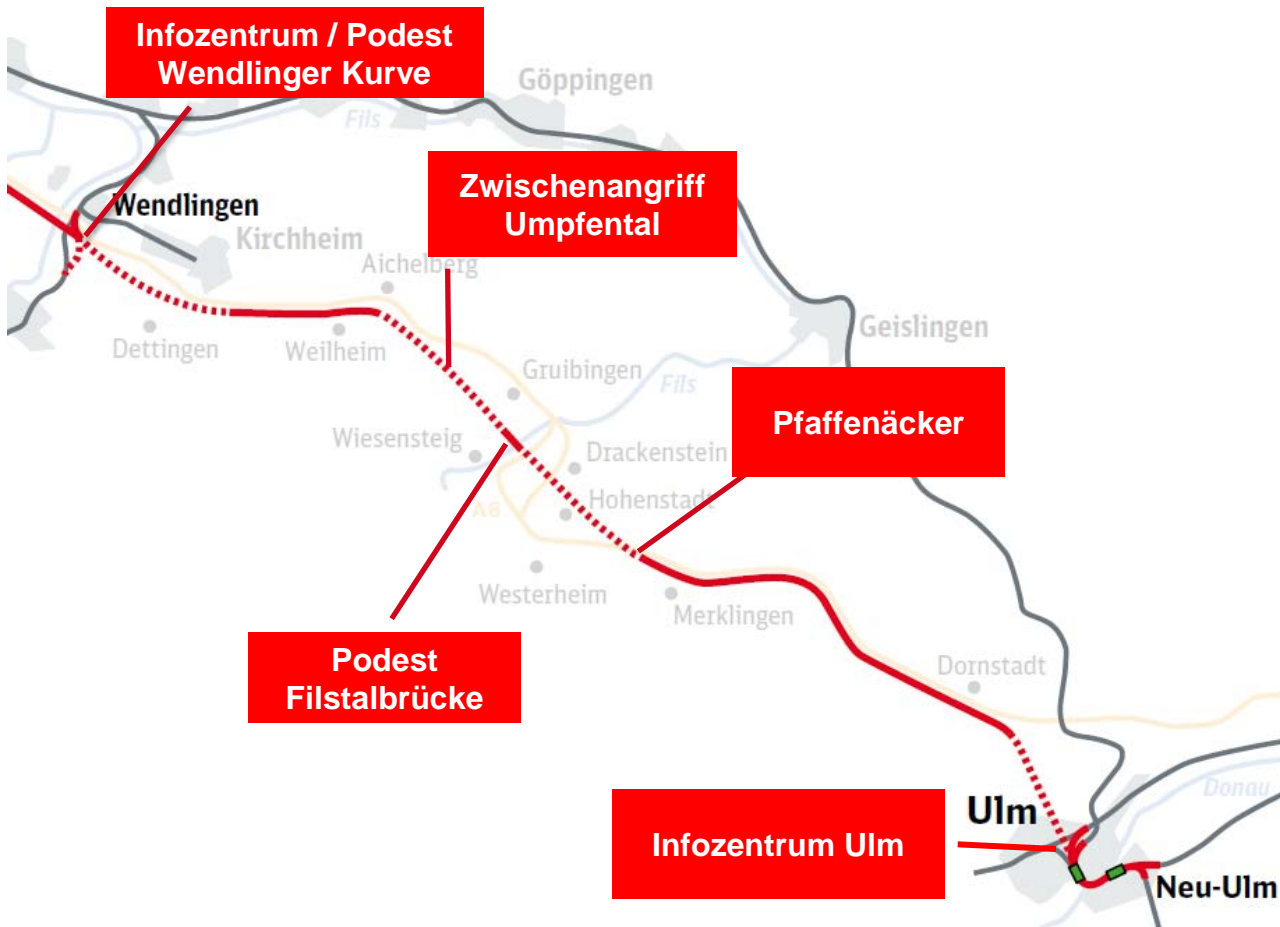 Infozentrum / Podest
Wendlinger Kurve
Göppingen
Fils
Zwischenangriff
Umpfental
Wendlingen
Kirchheim
Aichelberg
Dettingen
Weilheim
Geislingen
Gruibingen
Fils
Pfaffenäcker
Wiesensteig
Drackenstein
Hohenstadt
A8
Westerheim
Merklingen
Podest
Filstalbrücke
Dornstadt
Donau
Ulm
Infozentrum Ulm
Neu-Ulm